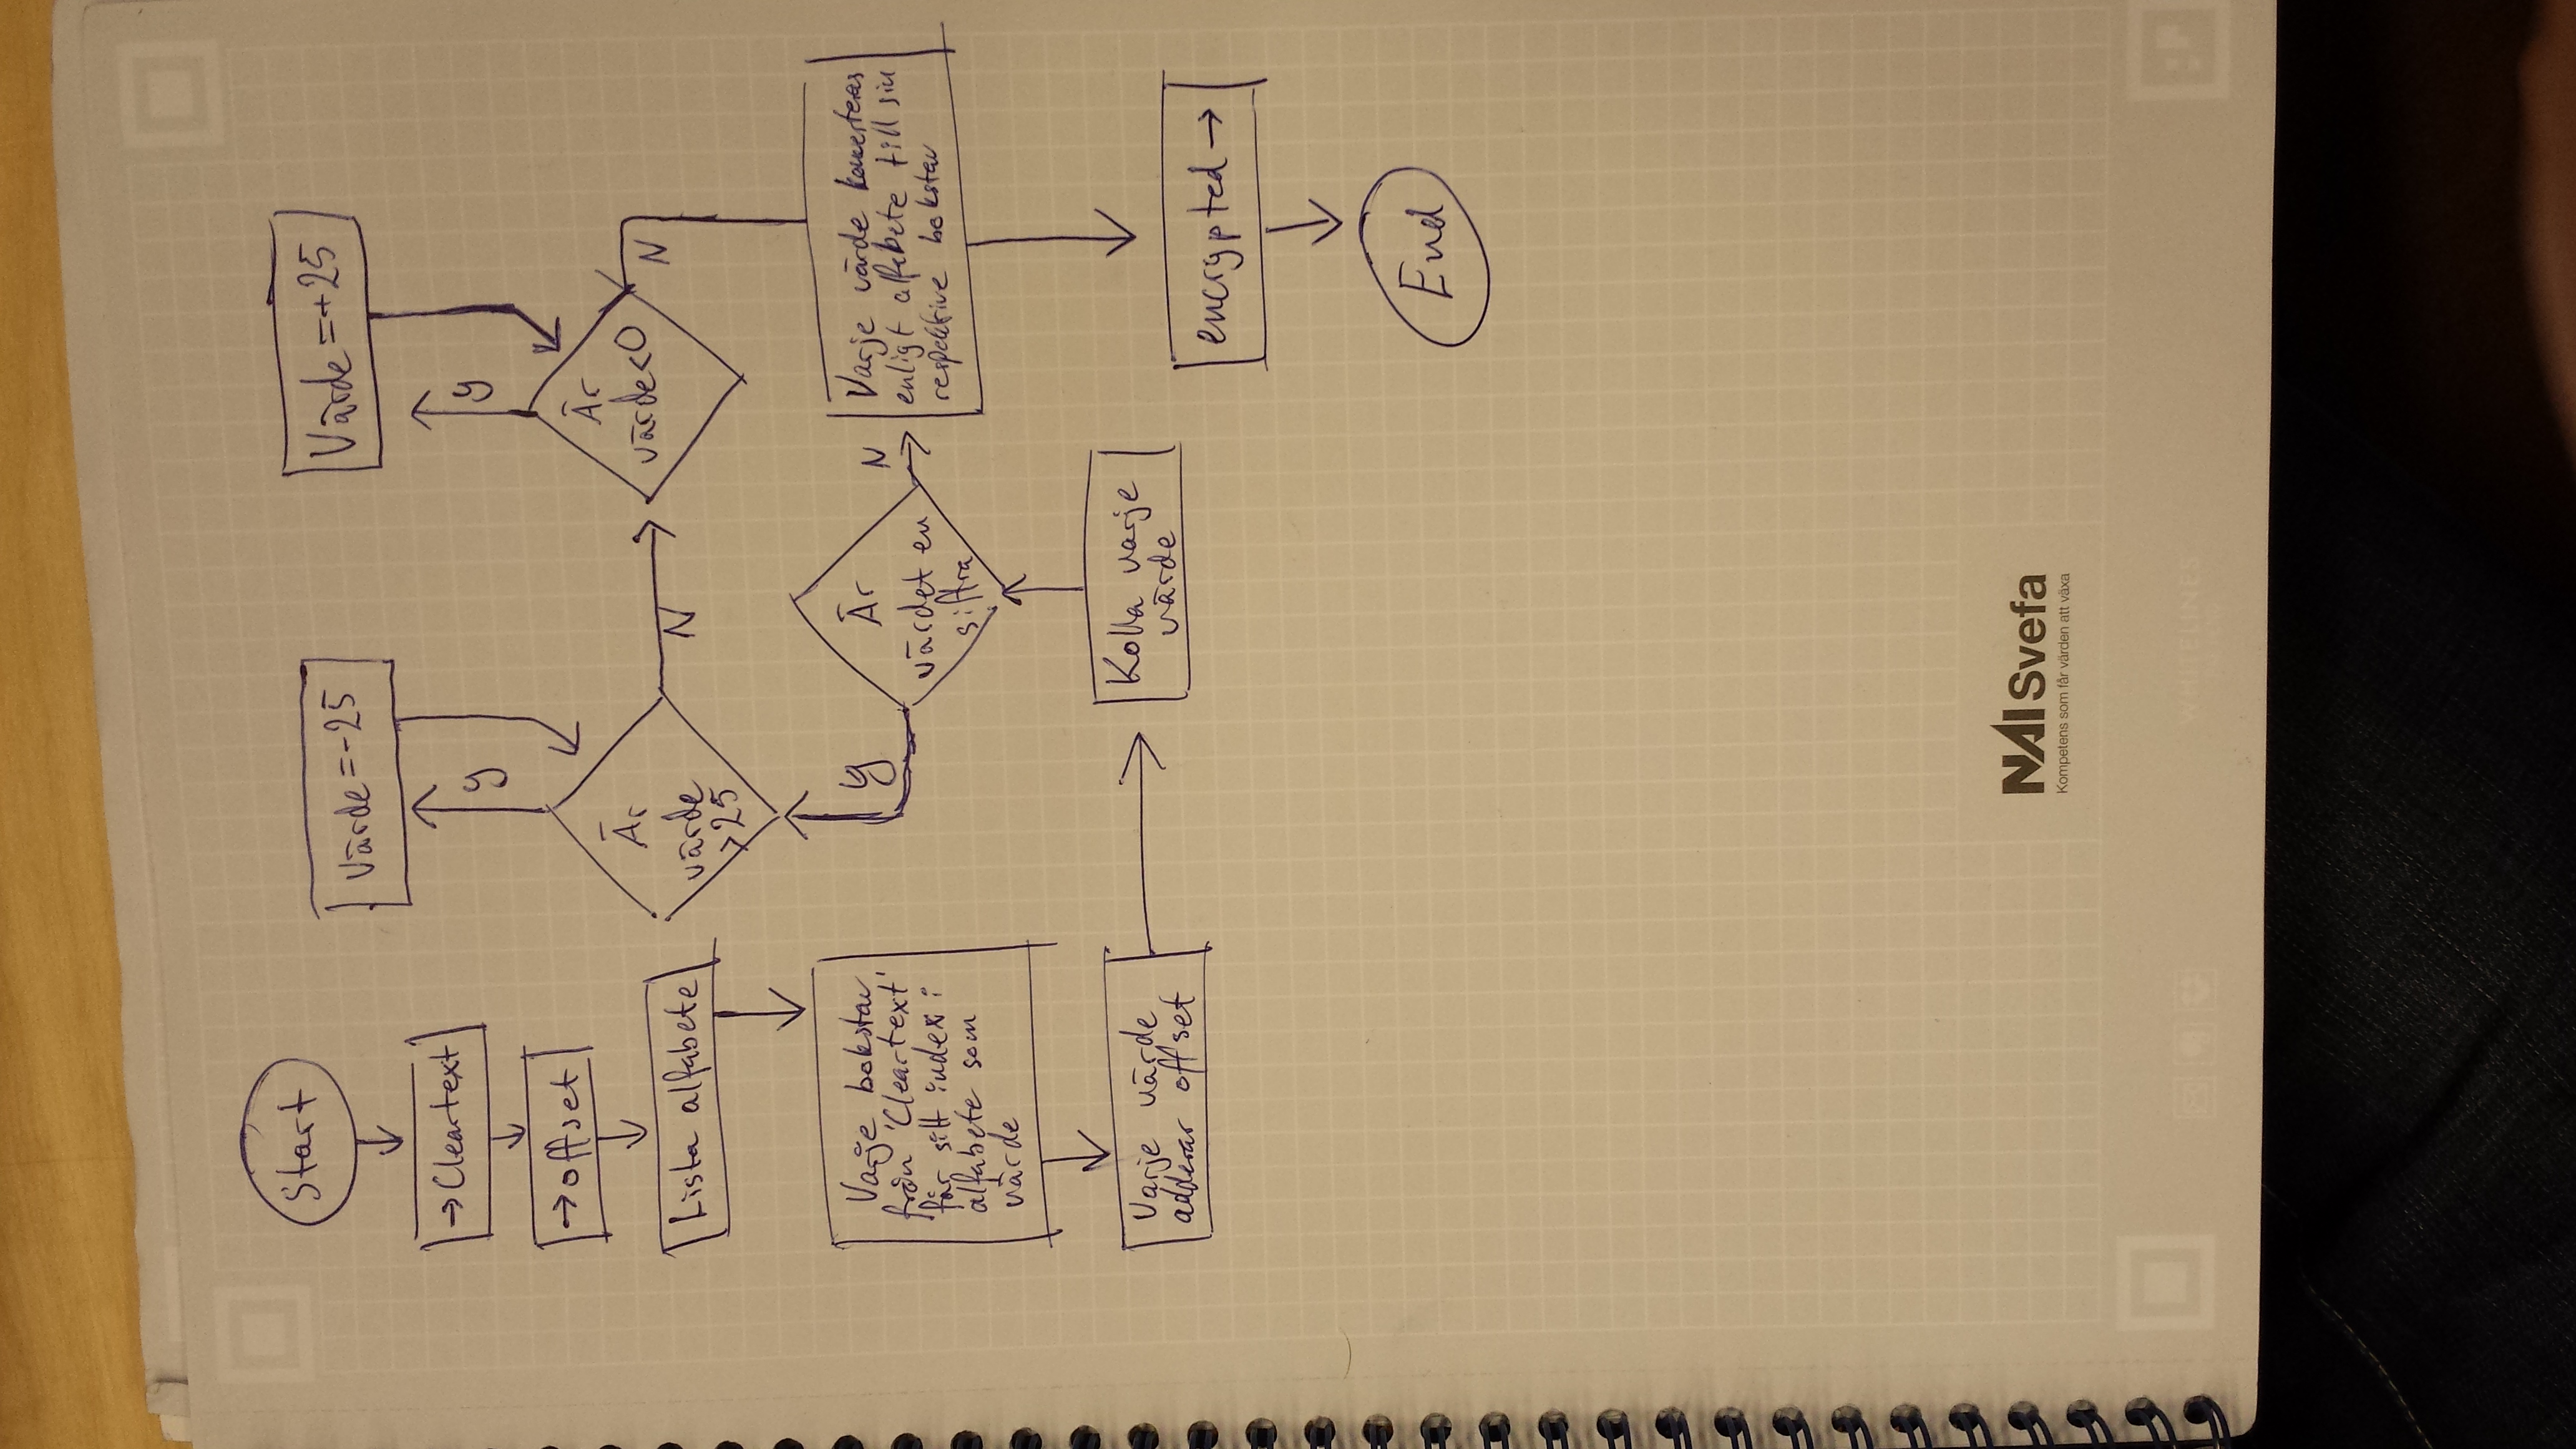 Start
→ Cleartext
→ offset
Lista alfabete
Varje bokstav
från 'Cleartext'
får sitt index i
alfabete som
värde
Varje värde
adderar offset
Kolla varje
värde
Är
värdet en
siffra
y
N
Är
värde
>25
y
Värde =-25
N
Är
värde<0
y
Värde =+25
N
Varje värde konverteras
enligt alfabete till sin
respektive bokstav
encrypted →
End
NAI Svefa
Kompetens som får värden att växa
WHITELINES